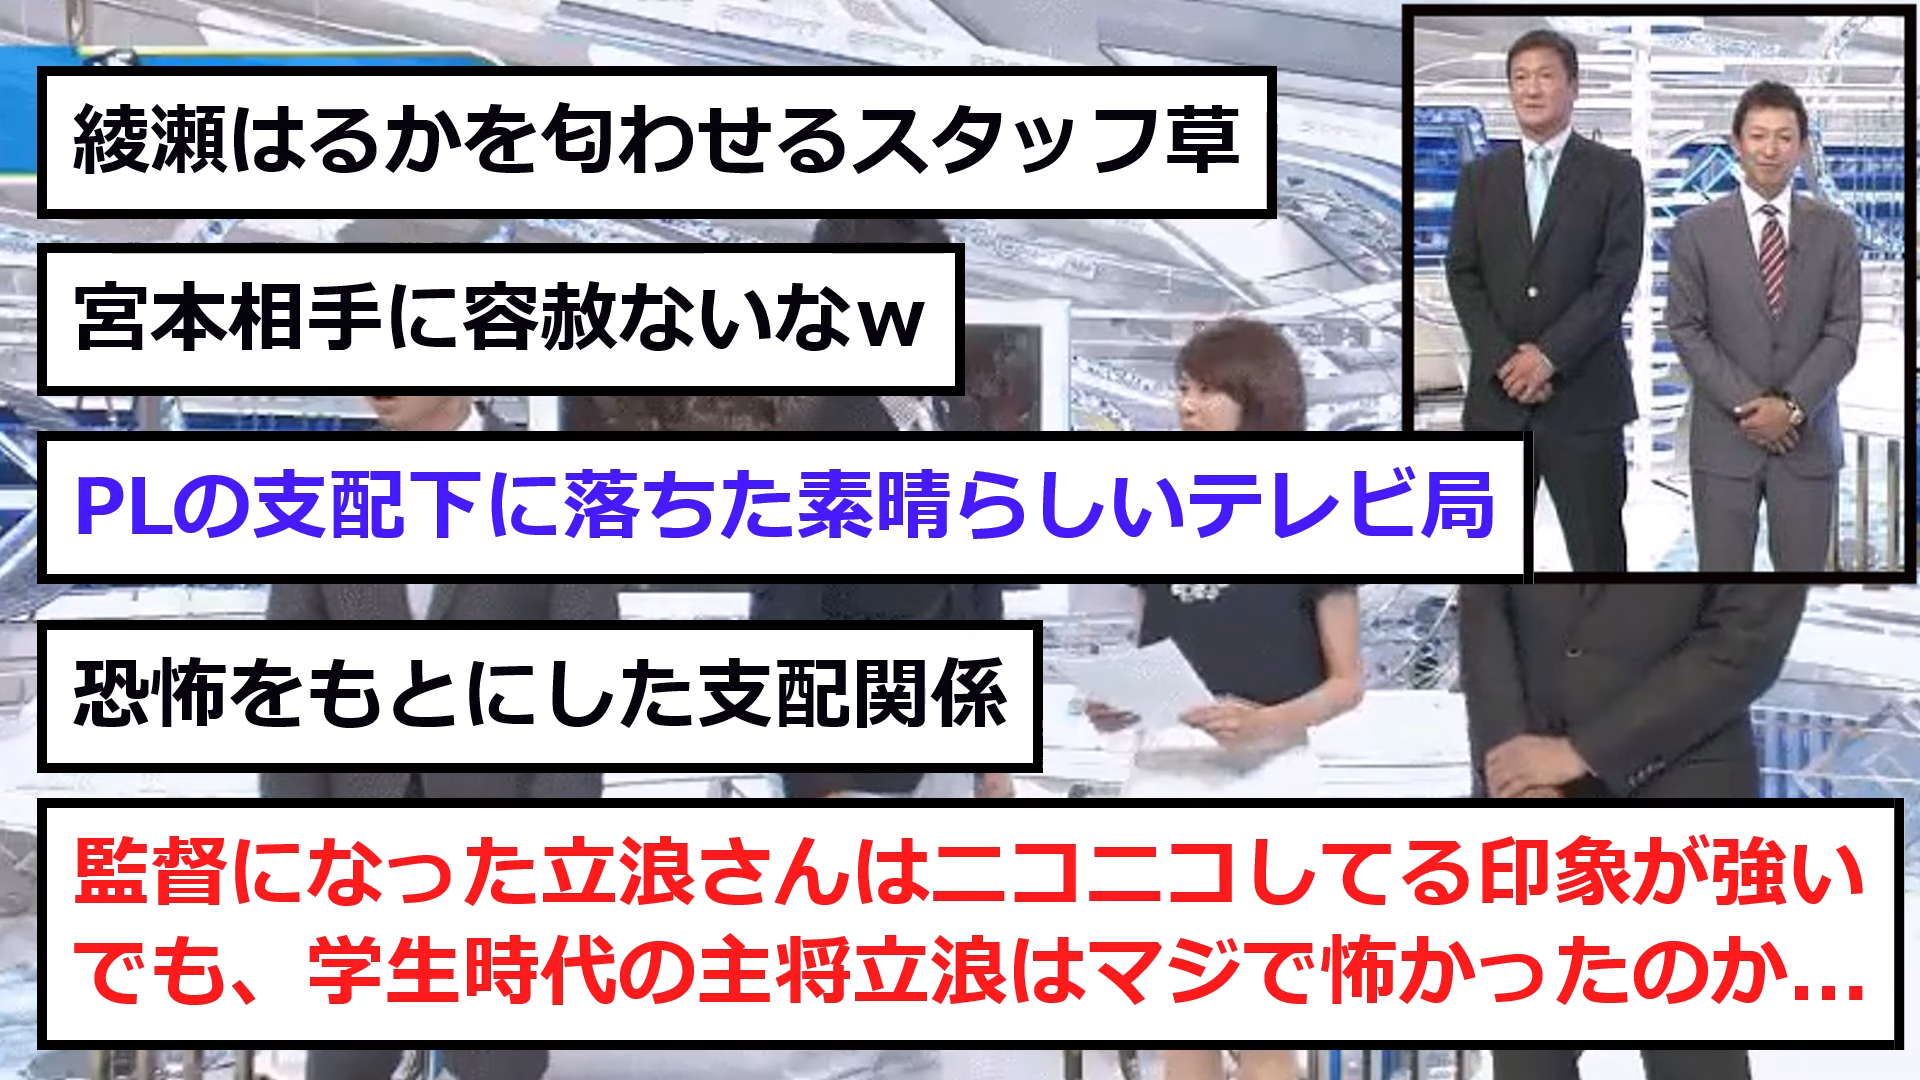 綾瀬はるかを匂わせるスタッフ草
宮本相手に容赦ないなｗ
PLの支配下に落ちた素晴らしいテレビ局
恐怖をもとにした支配関係
監督になった立浪さんはニコニコしてる印象が強い
でも、学生時代の主将立浪はマジで怖かったのか…